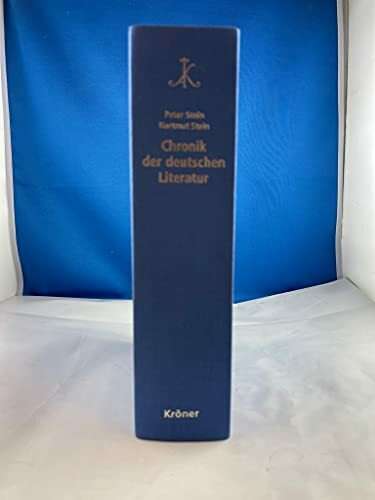 Peter Stein
Hartmut Stein
Chronik
der deutschen
Literatur
Kröner